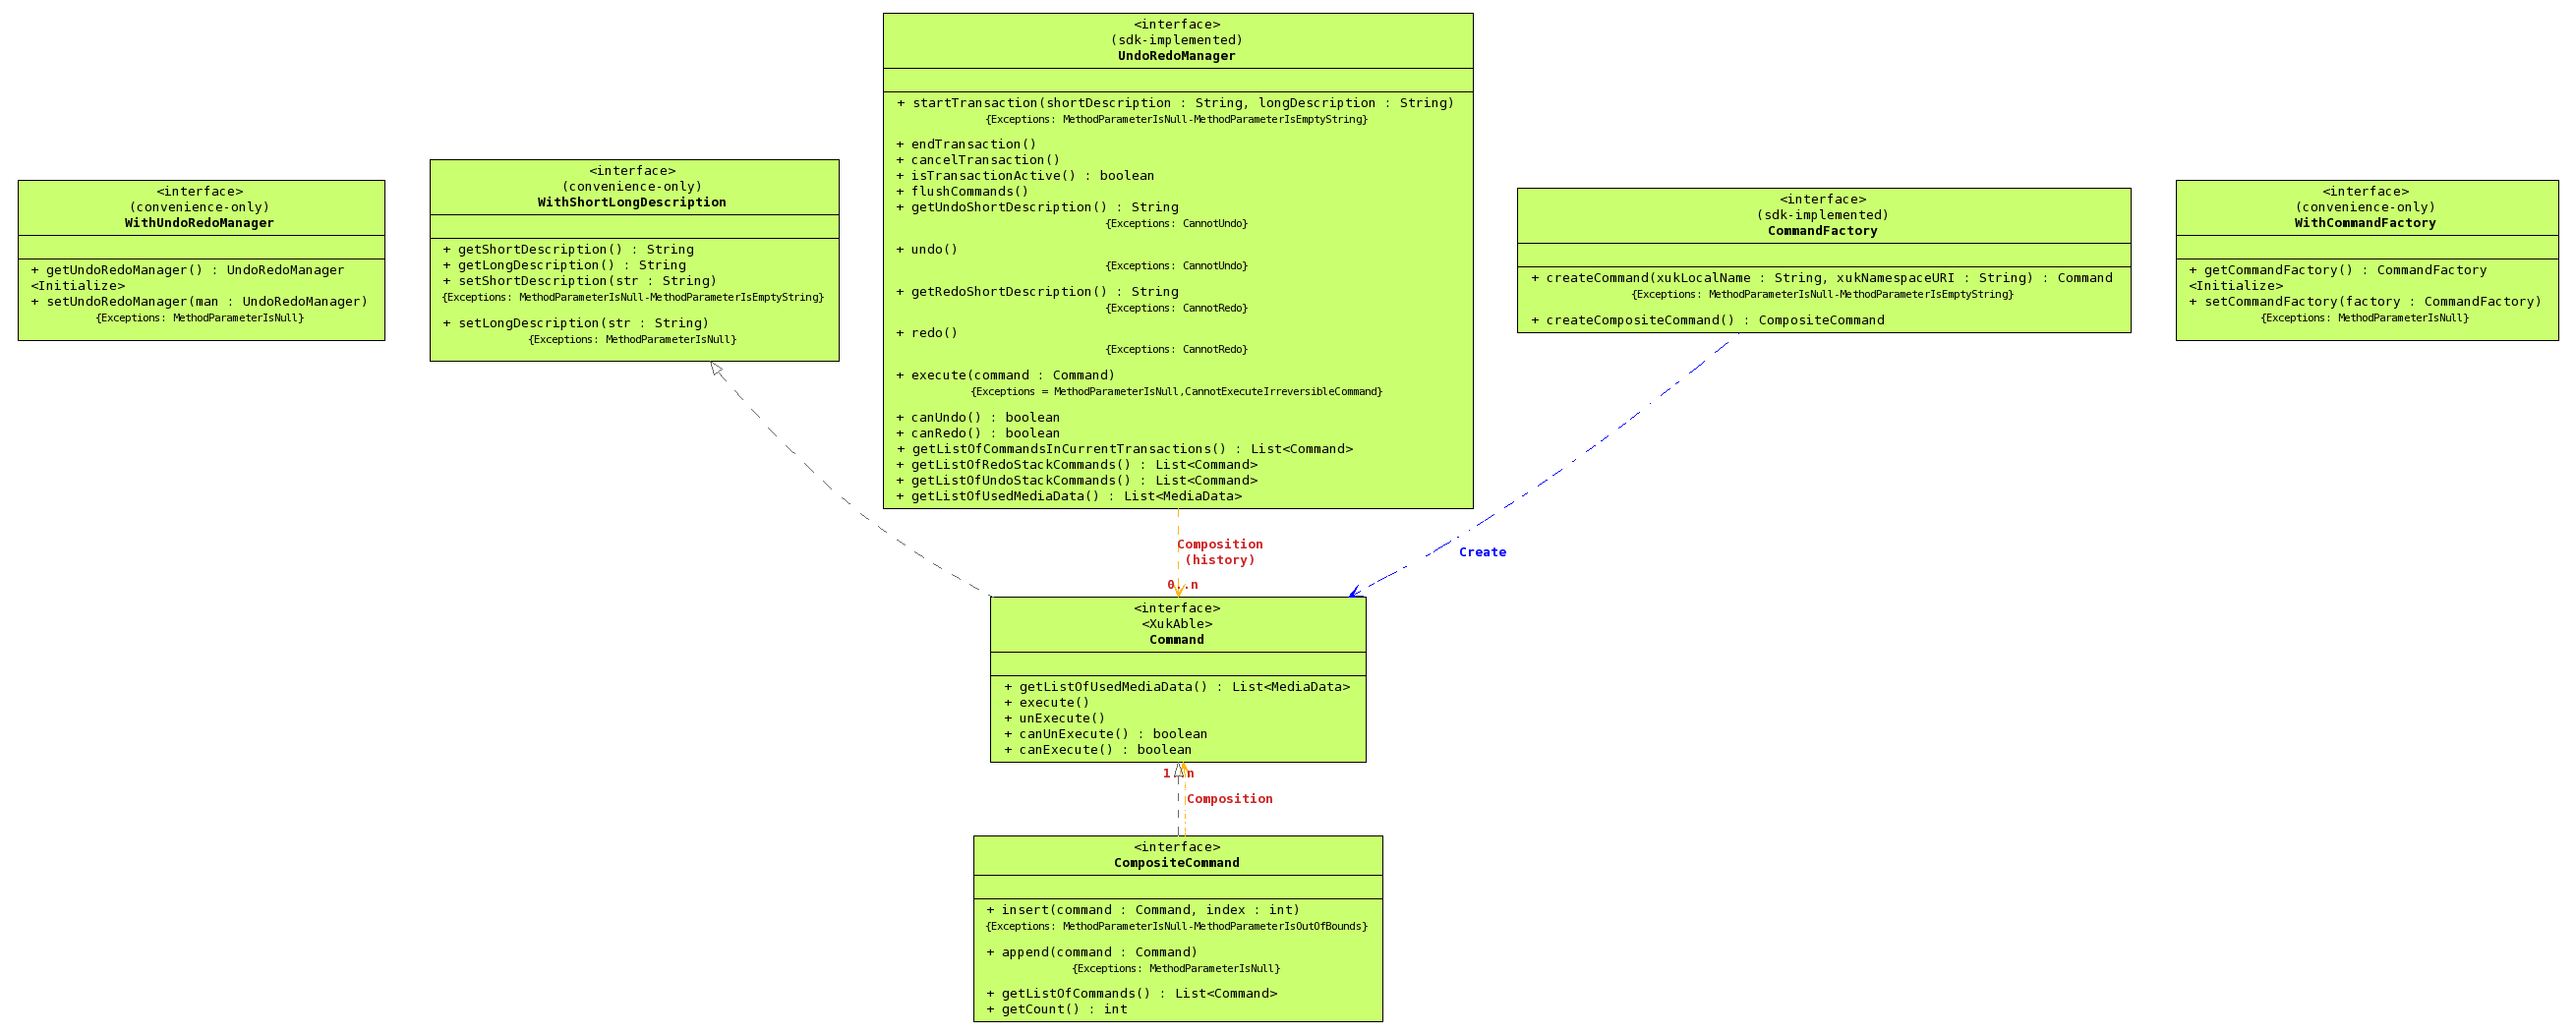 <interface>
(convenience-only)
WithUndoRedoManager
+ getUndoRedoManager() : UndoRedoManager
<Initialize>
+ setUndoRedoManager(man : UndoRedoManager)
{Exceptions: MethodParameterIsNull}
<interface>
(convenience-only)
WithShortLongDescription
+ getShortDescription() : String
+ getLongDescription() : String
+ setShortDescription(str : String)
{Exceptions: MethodParameterIsNull-MethodParameterIsEmptyString}
+ setLongDescription(str : String)
{Exceptions: MethodParameterIsNull}
<interface>
(sdk-implemented)
UndoRedoManager
+ startTransaction(shortDescription : String, longDescription : String)
{Exceptions: MethodParameterIsNull-MethodParameterIsEmptyString}
+ endTransaction()
+ cancelTransaction()
+ isTransactionActive() : boolean
+ flushCommands()
+ getUndoShortDescription() : String
{Exceptions: CannotUndo}
+ undo()
{Exceptions: CannotUndo}
+ getRedoShortDescription() : String
{Exceptions: CannotRedo}
+ redo()
{Exceptions: CannotRedo}
+ execute(command : Command)
{Exceptions = MethodParameterIsNull,CannotExecuteIrreversibleCommand}
+ canUndo() : boolean
+ canRedo() : boolean
+ getListOfCommandsInCurrentTransactions() : List<Command>
+ getListOfRedoStackCommands() : List<Command>
+ getListOfUndoStackCommands() : List<Command>
+ getListOfUsedMediaData() : List<MediaData>
<interface>
(sdk-implemented)
CommandFactory
+ createCommand(xukLocalName : String, xukNamespaceURI : String) : Command
{Exceptions: MethodParameterIsNull-MethodParameterIsEmptyString}
+ createCompositeCommand() : CompositeCommand
<interface>
(convenience-only)
WithCommandFactory
+ getCommandFactory() : CommandFactory
<Initialize>
+ setCommandFactory(factory : CommandFactory)
{Exceptions: MethodParameterIsNull}
Composition
(history)
0..n
Create
<interface>
<XukAble>
Command
+ getListOfUsedMediaData() : List<MediaData>
+ execute()
+ unExecute()
+ canUnExecute() : boolean
+ canExecute() : boolean
1..n
Composition
<interface>
CompositeCommand
+ insert(command : Command, index : int)
{Exceptions: MethodParameterIsNull-MethodParameterIsOutOfBounds}
+ append(command : Command)
{Exceptions: MethodParameterIsNull}
+ getListOfCommands() : List<Command>
+ getCount() : int